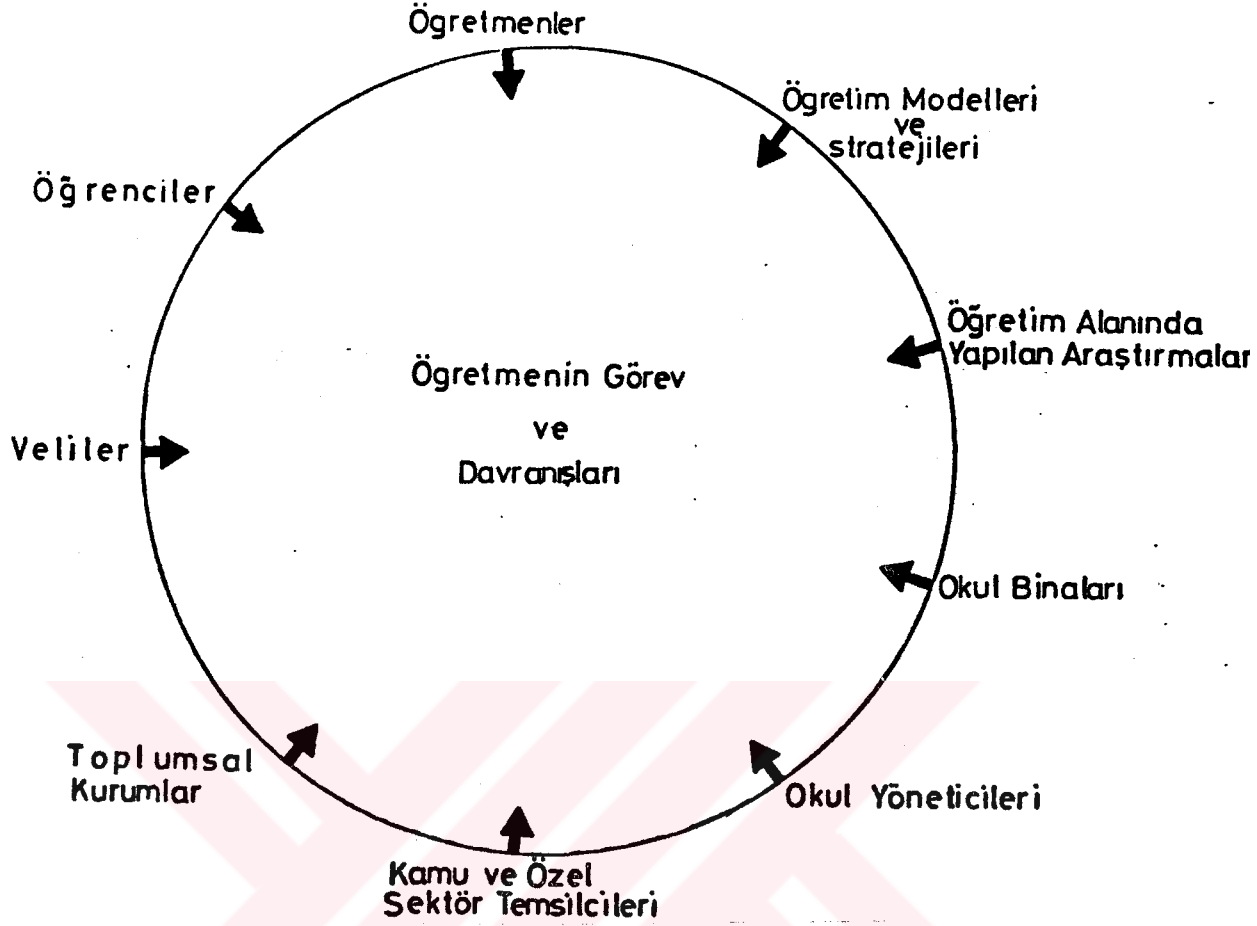 Ögretmenler
Ögretim Modelleri
ve
stratejileri
Öğrenciler
Öğretim Alanında
Yapılan Araştırmalar
Ögretmenin Görev
ve
Davranışları
Veliler
Okul Binaları
Toplumsal
Kurumlar
Okul Yöneticileri
Kamu ve Özel
Sektör Temsilcileri